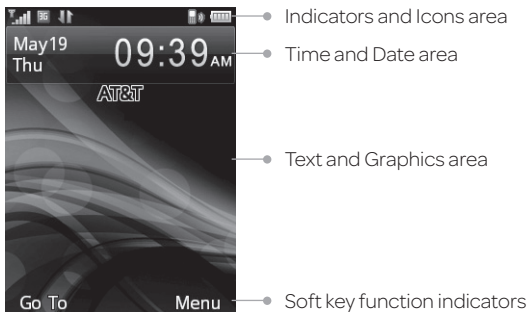 3G
Indicators and Icons area
May19
Thu
09:39AM
Time and Date area
AT&T
Text and Graphics area
Go To
Menu
Soft key function indicators